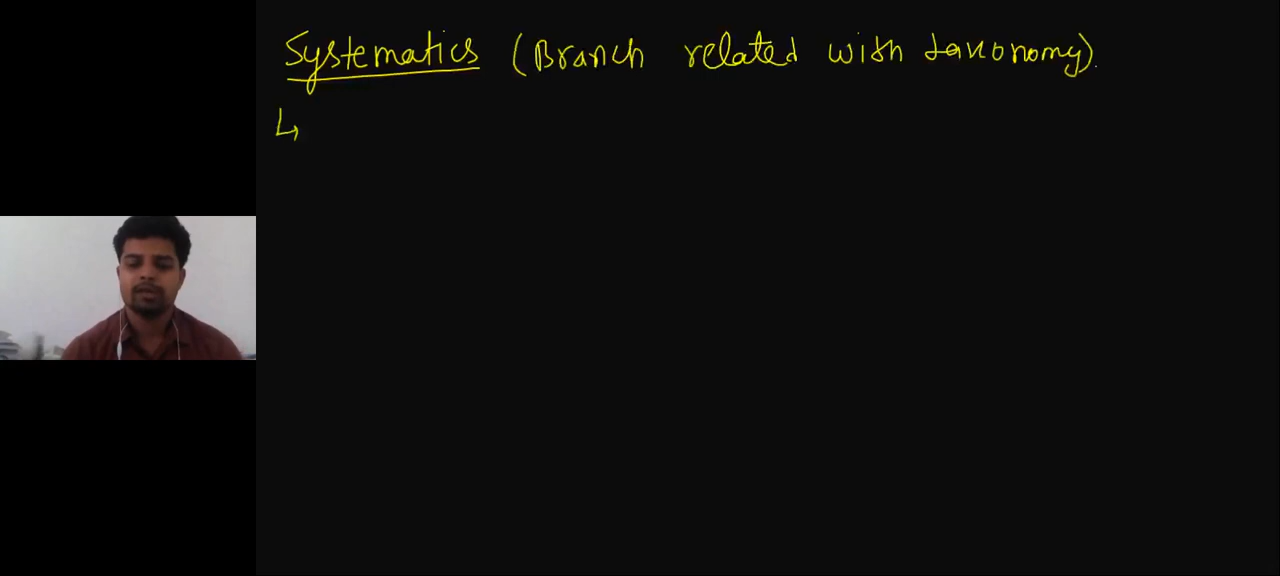 Systematics (Branch related with taxonomy).
↳